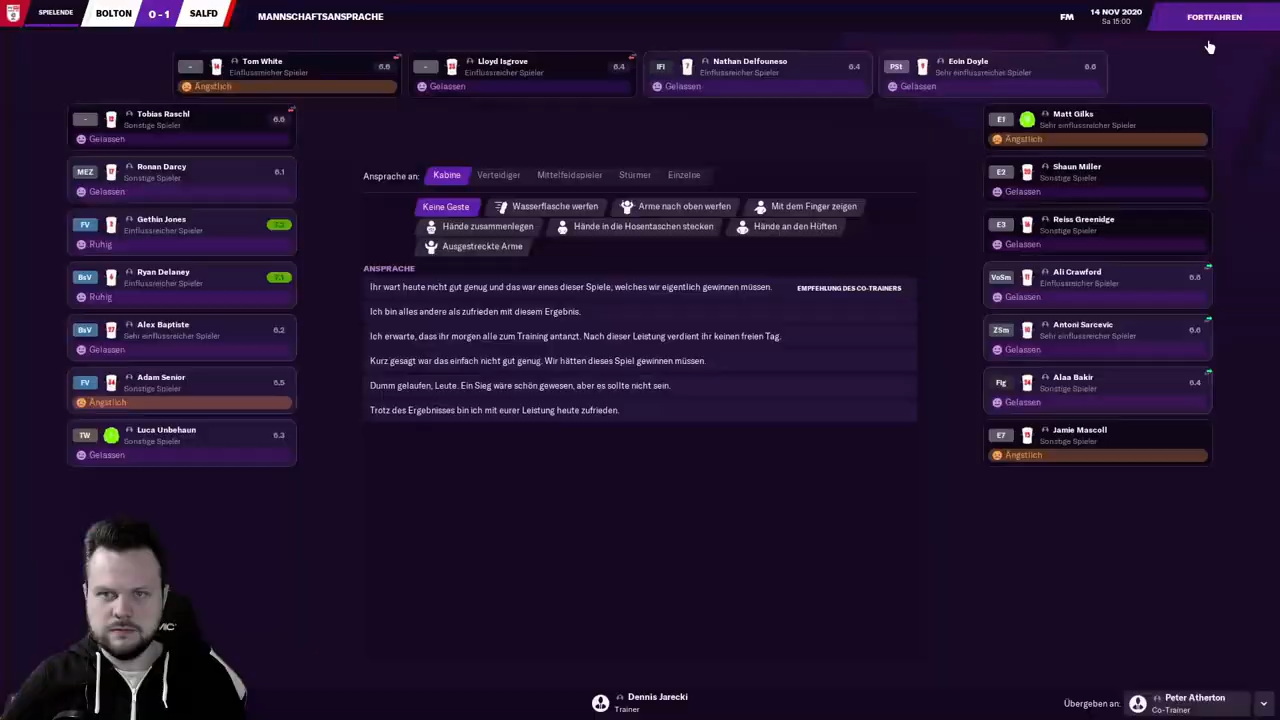 SPIELENDE BOLTON 0 - 1 SALFD MANNSCHAFTSANSPRACHE FM 14 NOV 2020 FORTFAHREN
Sa 15:00
Tom White 6.6
Einflussreicher Spieler
Ängstlich
Lloyd Isgrove 6.4
Einflussreicher Spieler
Gelassen
IFl Nathan Delfouneso 6.4
Einflussreicher Spieler
Gelassen
PSt Eoin Doyle 6.6
Sehr einflussreicher Spieler
Gelassen
Tobias Raschl 6.6
Sonstige Spieler
Gelassen
MEZ Ronan Darcy 6.1
Sonstige Spieler
Gelassen
FV Gethin Jones
Einflussreicher Spieler
Ruhig
BsV Ryan Delaney 7.1
Einflussreicher Spieler
Ruhig
BsV Alex Baptiste 6.2
Sehr einflussreicher Spieler
Gelassen
FV Adam Senior 6.5
Sonstige Spieler
Ängstlich
TW Luca Unbehaun 6.3
Sonstige Spieler
Gelassen
Ansprache an: Kabine Verteidiger Mittelfeldspieler Stürmer Einzelne
Keine Geste Wasserflasche werfen Arme nach oben werfen Mit dem Finger zeigen
Hände zusammenlegen Hände in die Hosentaschen stecken Hände an den Hüften
Ausgestreckte Arme
ANSPRACHE
Ihr wart heute nicht gut genug und das war eines dieser Spiele, welches wir eigentlich gewinnen müssen. EMPFEHLUNG DES CO-TRAINERS
Ich bin alles andere als zufrieden mit diesem Ergebnis.
Ich erwarte, dass ihr morgen alle zum Training antanzt. Nach dieser Leistung verdient ihr keinen freien Tag.
Kurz gesagt war das einfach nicht gut genug. Wir hätten dieses Spiel gewinnen müssen.
Dumm gelaufen, Leute. Ein Sieg wäre schön gewesen, aber es sollte nicht sein.
Trotz des Ergebnisses bin ich mit eurer Leistung heute zufrieden.
E1 Matt Gilks
Sehr einflussreicher Spieler
Ängstlich
E2 Shaun Miller
Sonstige Spieler
Gelassen
E3 Reiss Greenidge
Sonstige Spieler
Gelassen
VoSm Ali Crawford 6.6
Einflussreicher Spieler
Gelassen
ZSm Antoni Sarcevic 6.6
Sehr einflussreicher Spieler
Gelassen
Flg Alaa Bakir 6.4
Sonstige Spieler
Gelassen
E7 Jamie Mascoll
Sonstige Spieler
Ängstlich
Dennis Jarecki
Trainer
Übergeben an: Peter Atherton
Co-Trainer